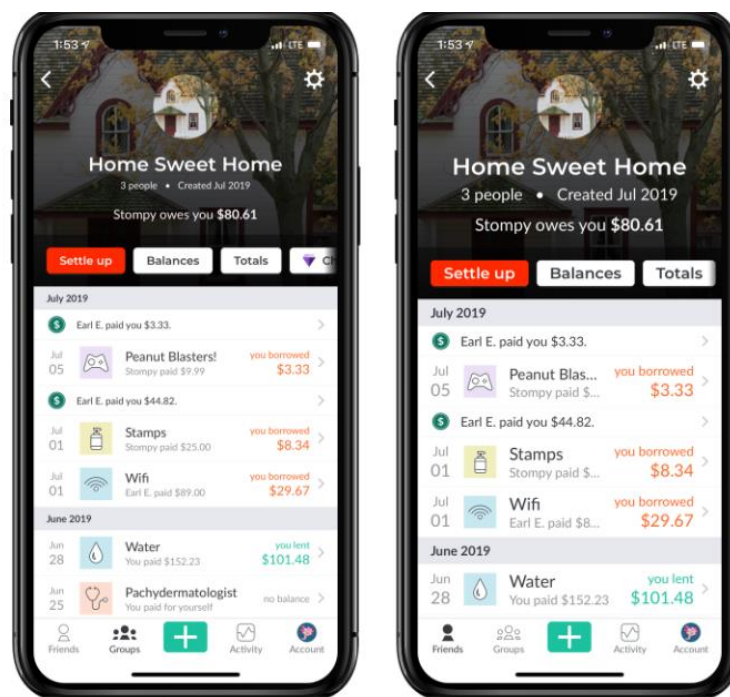 1:53
LTE
Home Sweet Home
3 people • Created Jul 2019
Stompy owes you $80.61
Settle up Balances Totals Ch
July 2019
$ Earl E. paid you $3.33.
Jul 05 Peanut Blasters! you borrowed
Stompy paid $9.99 $3.33
$ Earl E. paid you $44.82.
Jul 01 Stamps you borrowed
Stompy paid $25.00 $8.34
Jul 01 Wifi you borrowed
Earl E. paid $89.00 $29.67
June 2019
Jun 28 Water you lent
You paid $152.23 $101.48
Jun 25 Pachydermatologist no balance
You paid for yourself
Friends Groups Activity Account
1:53
LTE
Home Sweet Home
3 people • Created Jul 2019
Stompy owes you $80.61
Settle up Balances Totals
July 2019
$ Earl E. paid you $3.33.
Jul 05 Peanut Blas... you borrowed
Stompy paid $... $3.33
$ Earl E. paid you $44.82.
Jul 01 Stamps you borrowed
Stompy paid $... $8.34
Jul 01 Wifi you borrowed
Earl E. paid $8... $29.67
June 2019
Jun 28 Water you lent
You paid $152.23 $101.48
Friends Groups Activity Account